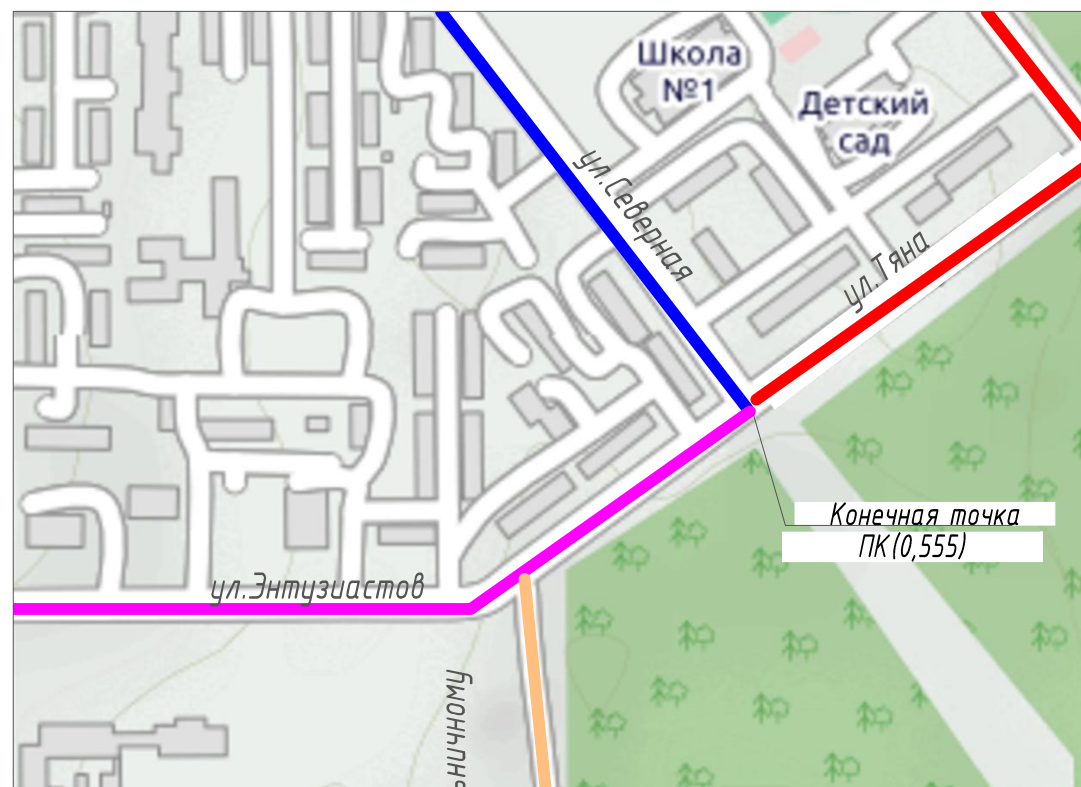 Школа
№1
Детский
сад
ул.Северная
ул.Тяна
Конечная точка
ПК(0,555)
ул.Энтузиастов